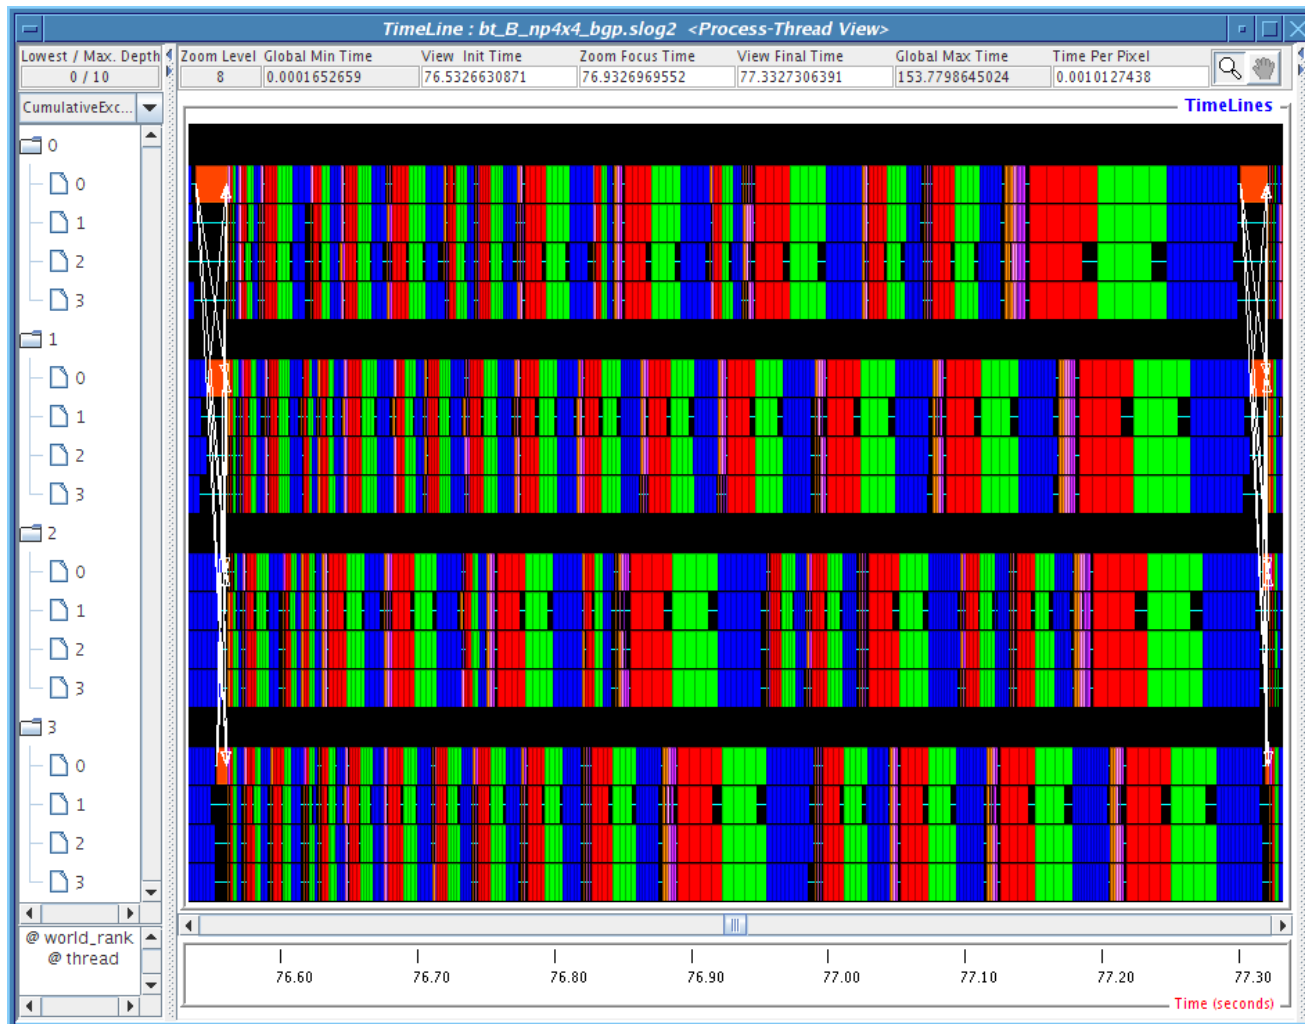 TimeLine : bt_B_np4x4_bgp.slog2 <Process-Thread View>
Lowest / Max. Depth Zoom Level Global Min Time View Init Time Zoom Focus Time View Final Time Global Max Time Time Per Pixel
0 / 10 8 0.0001652659 76.5326630871 76.9326969552 77.3327306391 153.7798645024 0.0010127438
CumulativeExc...
TimeLines
0
0
1
2
3
1
0
1
2
3
2
0
1
2
3
3
0
1
2
3
@ world_rank
@ thread
76.60 76.70 76.80 76.90 77.00 77.10 77.20 77.30
Time (seconds)